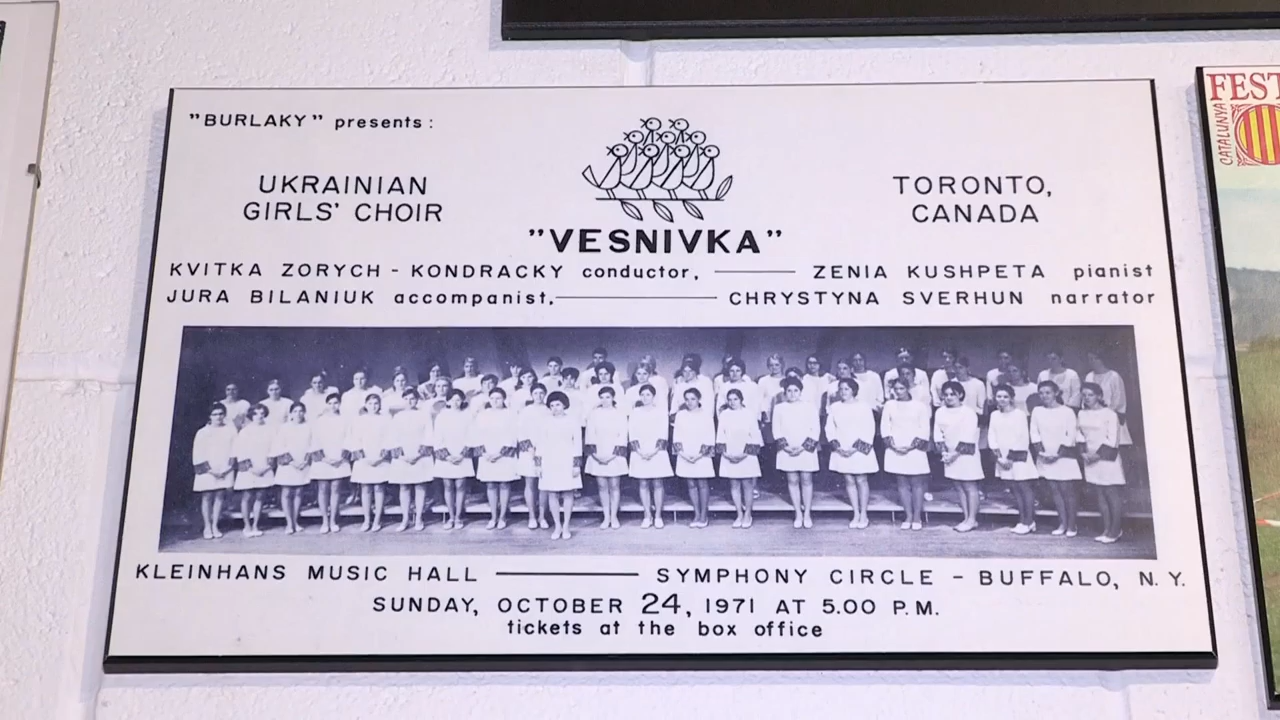 "BURLAKY" presents:
UKRAINIAN
GIRLS' CHOIR
TORONTO,
CANADA
"VESNIVKA"
KVITKA ZORYCH - KONDRACKY conductor, ——— ZENIA KUSHPETA pianist
JURA BILANIUK accompanist, ——— CHRYSTYNA SVERHUN narrator
KLEINHANS MUSIC HALL ——— SYMPHONY CIRCLE - BUFFALO, N.Y.
SUNDAY, OCTOBER 24, 1971 AT 5.00 P.M.
tickets at the box office
FEST
CATALUNYA